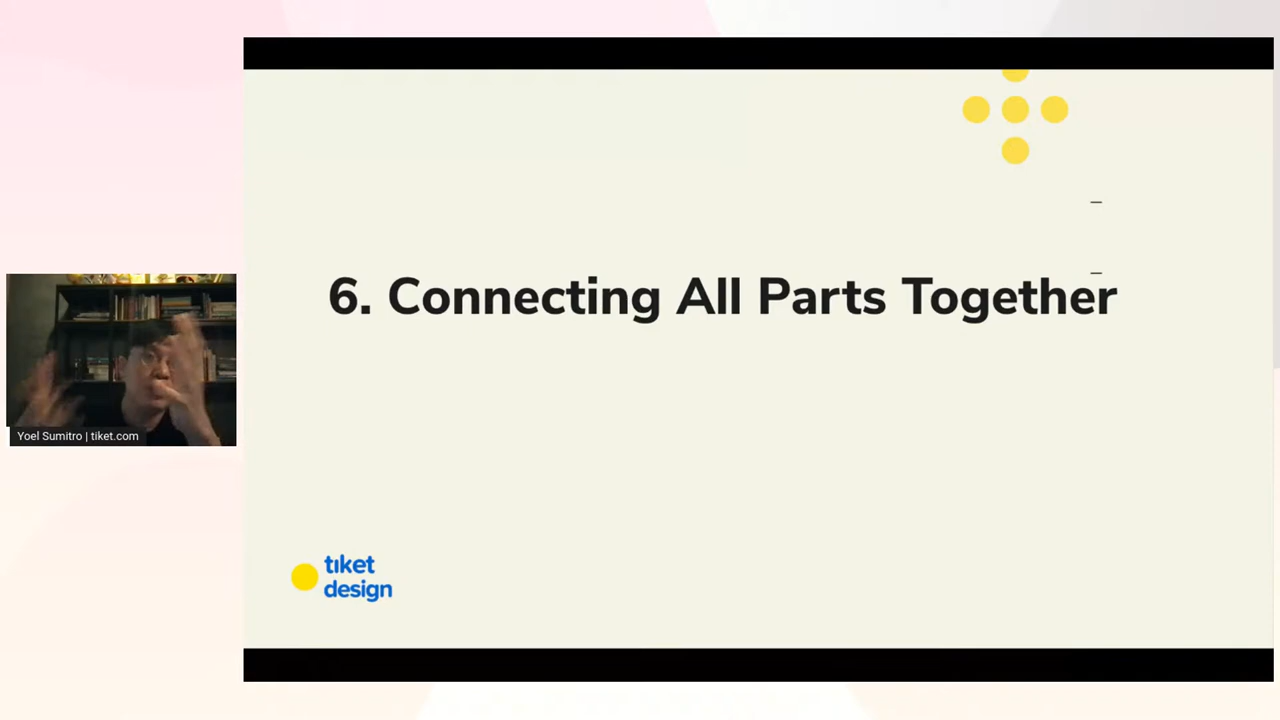 6. Connecting All Parts Together
Yoel Sumitro | tiket.com
tiket
design